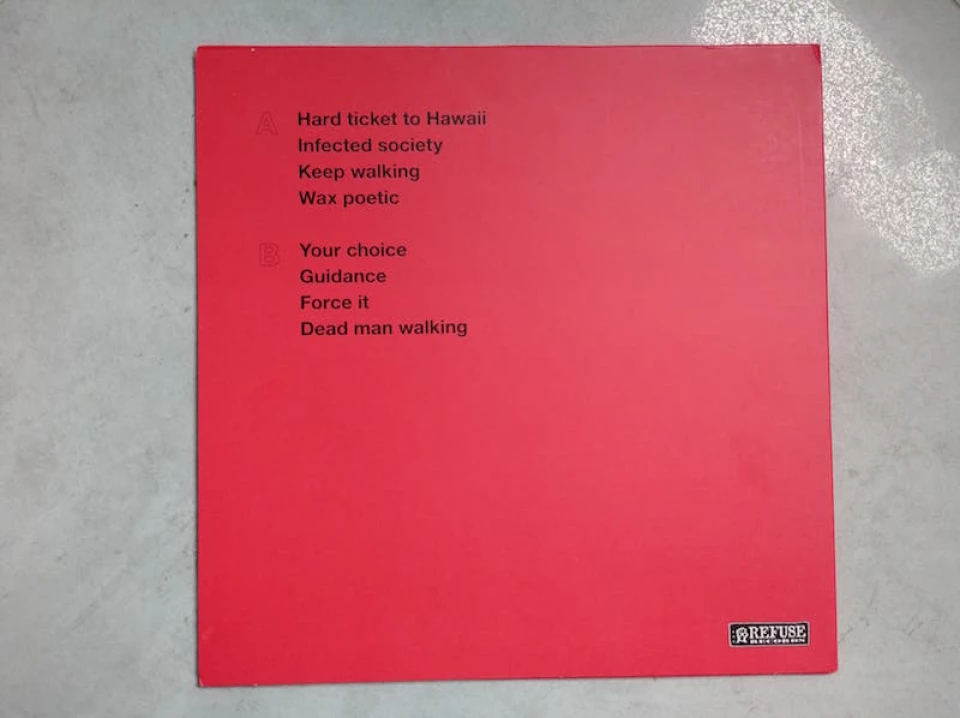 A Hard ticket to Hawaii
Infected society
Keep walking
Wax poetic
B Your choice
Guidance
Force it
Dead man walking
REFUSE
RECORDS